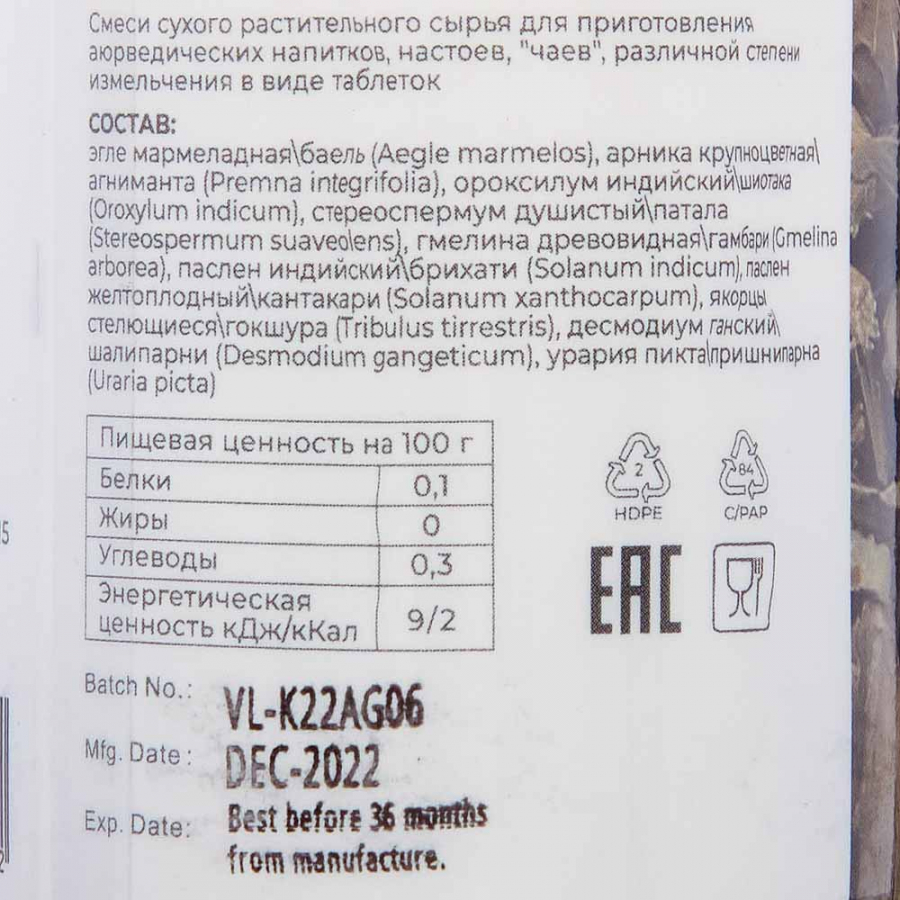 Смеси сухого растительного сырья для приготовления
аюрведических напитков, настоев, "чаев", различной степени
измельчения в виде таблеток
СОСТАВ:
эгле мармеладная\баель (Aegle marmelos), арника крупноцветная\
агниманта (Premna integrifolia), ороксилум индийский\шиотака
(Oroxylum indicum), стереоспермум душистый\патала
(Stereospermum suaveolens), гмелина древовидная\гамбари (Gmelina
arborea), паслен индийский\брихати (Solanum indicum), паслен
желтоплодный\кантакари (Solanum xanthocarpum), якорцы
стелющиеся\гокшура (Tribulus tirrestris), десмодиум ганский\
шалипарни (Desmodium gangeticum), урария пикта\пришнипарна
(Uraria picta)
Пищевая ценность на 100 г
Белки 0,1
Жиры 0
Углеводы 0,3
Энергетическая
ценность кДж/кКал 9/2
2
HDPE
84
C/PAP
EAC
Batch No.: VL-K22AG06
Mfg. Date : DEC-2022
Exp. Date: Best before 36 months
from manufacture.